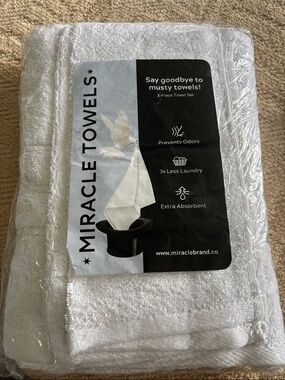 *MIRACLE TOWELS*
Say goodbye to
musty towels!
3-Piece Towel Set
Prevents Odors
3x Less Laundry
Extra Absorbent
www.miraclebrand.co